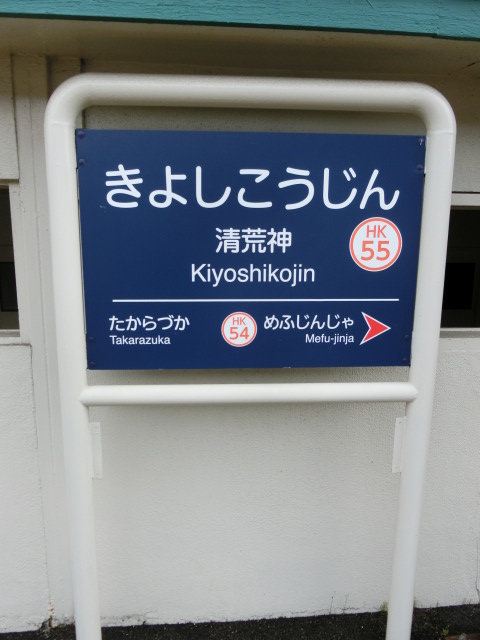 きよしこうじん
清荒神
HK
55
Kiyoshikojin
たからづか
Takarazuka
HK
54
めふじんじゃ
Mefu-jinja